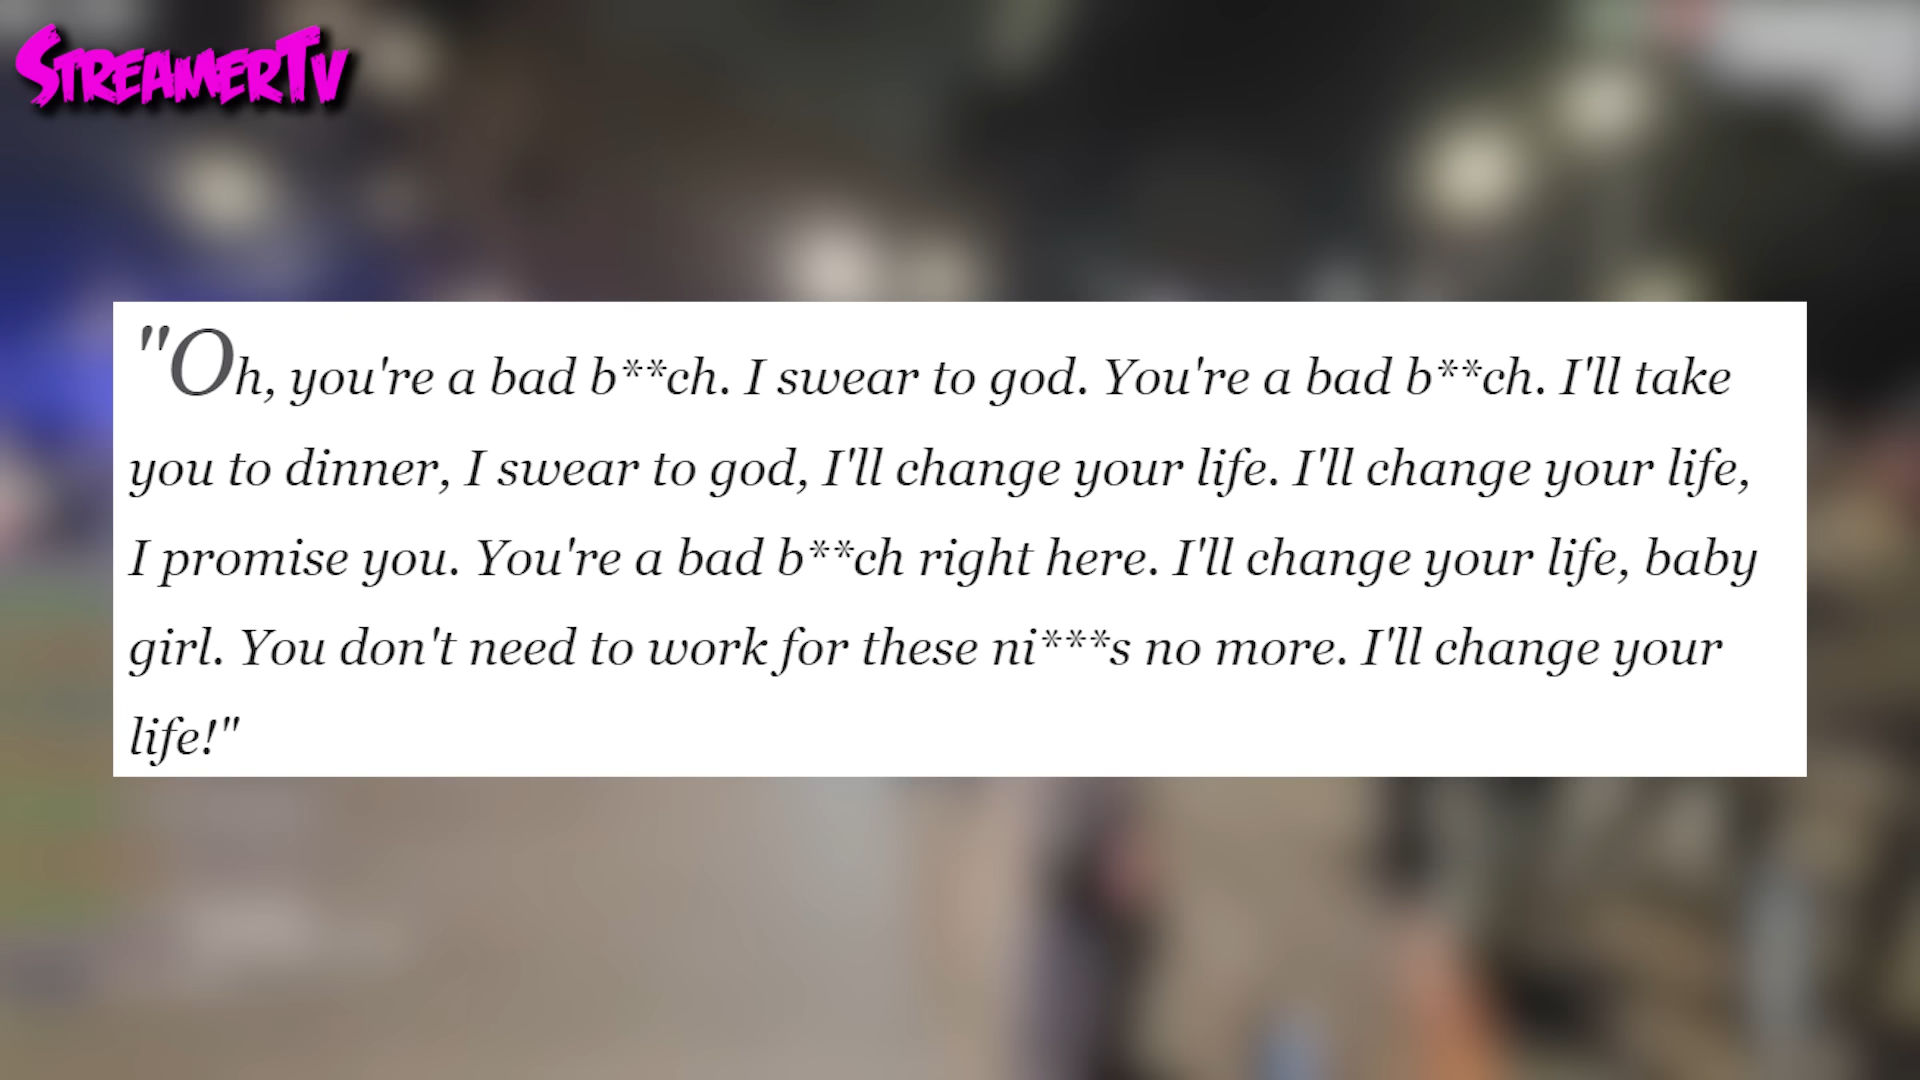 STREAMERTV
"Oh, you're a bad b**ch. I swear to god. You're a bad b**ch. I'll take
you to dinner, I swear to god, I'll change your life. I'll change your life,
I promise you. You're a bad b**ch right here. I'll change your life, baby
girl. You don't need to work for these ni***s no more. I'll change your
life!"